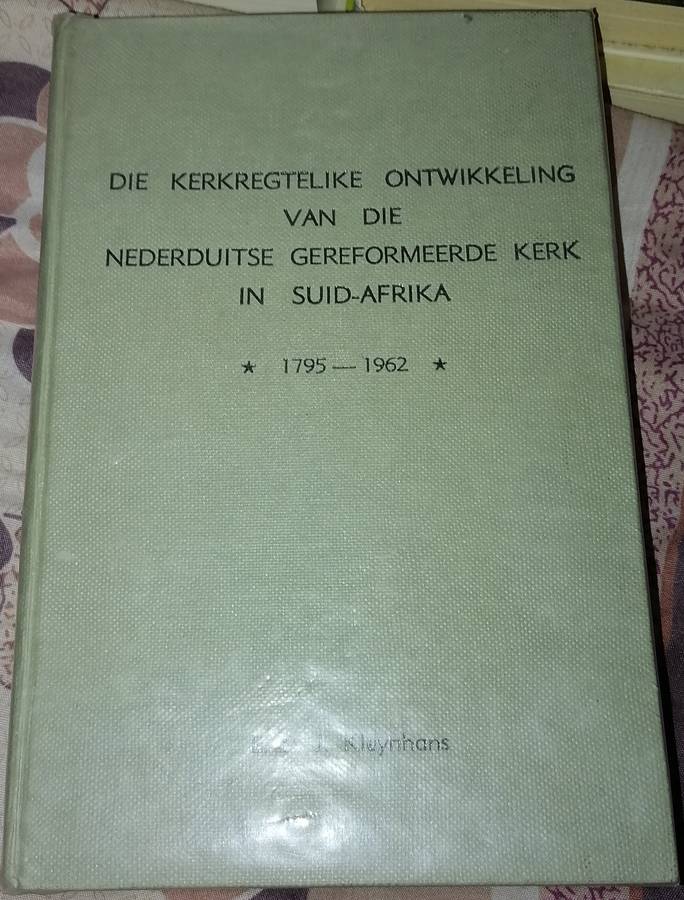 DIE KERKREGTELIKE ONTWIKKELING
VAN DIE
NEDERDUITSE GEREFORMEERDE KERK
IN SUID-AFRIKA
★ 1795 — 1962 ★
J. Kleynhans